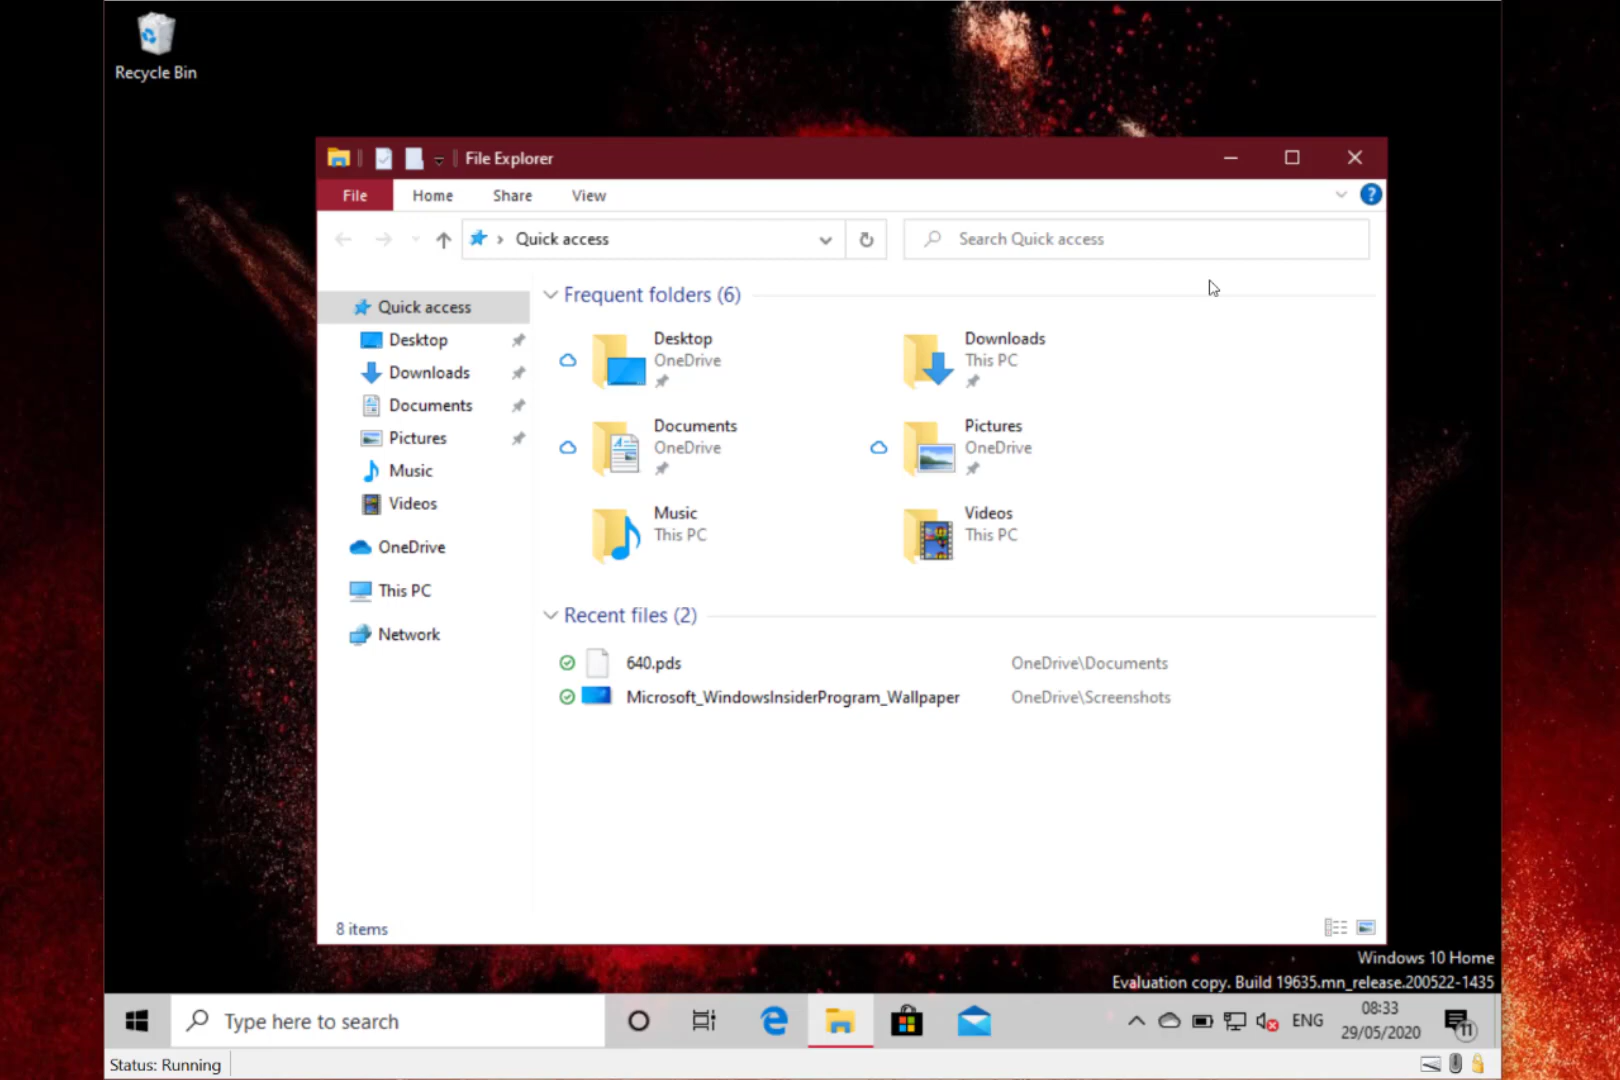 Recycle Bin
File Explorer
File Home Share View
Quick access
Search Quick access
Quick access
Desktop
Downloads
Documents
Pictures
Music
Videos
OneDrive
This PC
Network
Frequent folders (6)
Desktop
OneDrive
Downloads
This PC
Documents
OneDrive
Pictures
OneDrive
Music
This PC
Videos
This PC
Recent files (2)
640.pds OneDrive\Documents
Microsoft_WindowsInsiderProgram_Wallpaper OneDrive\Screenshots
8 items
Windows 10 Home
Evaluation copy. Build 19635.mn_release.200522-1435
Type here to search
ENG
08:33
29/05/2020
11
Status: Running